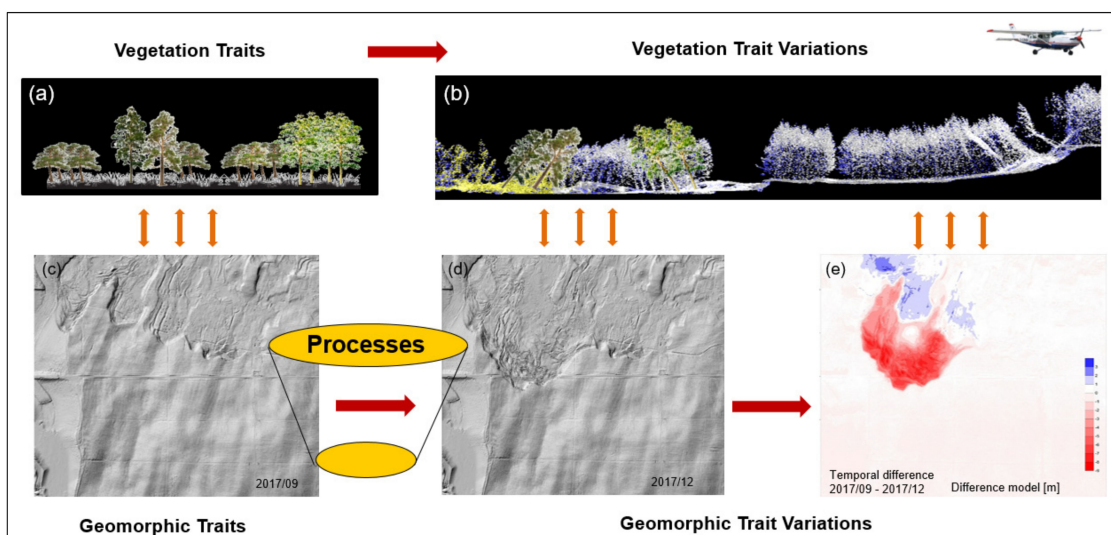 Vegetation Traits
Vegetation Trait Variations
(a)
(b)
(c)
(d)
(e)
Processes
2017/09
2017/12
Temporal difference
2017/09 - 2017/12
Difference model [m]
Geomorphic Traits
Geomorphic Trait Variations